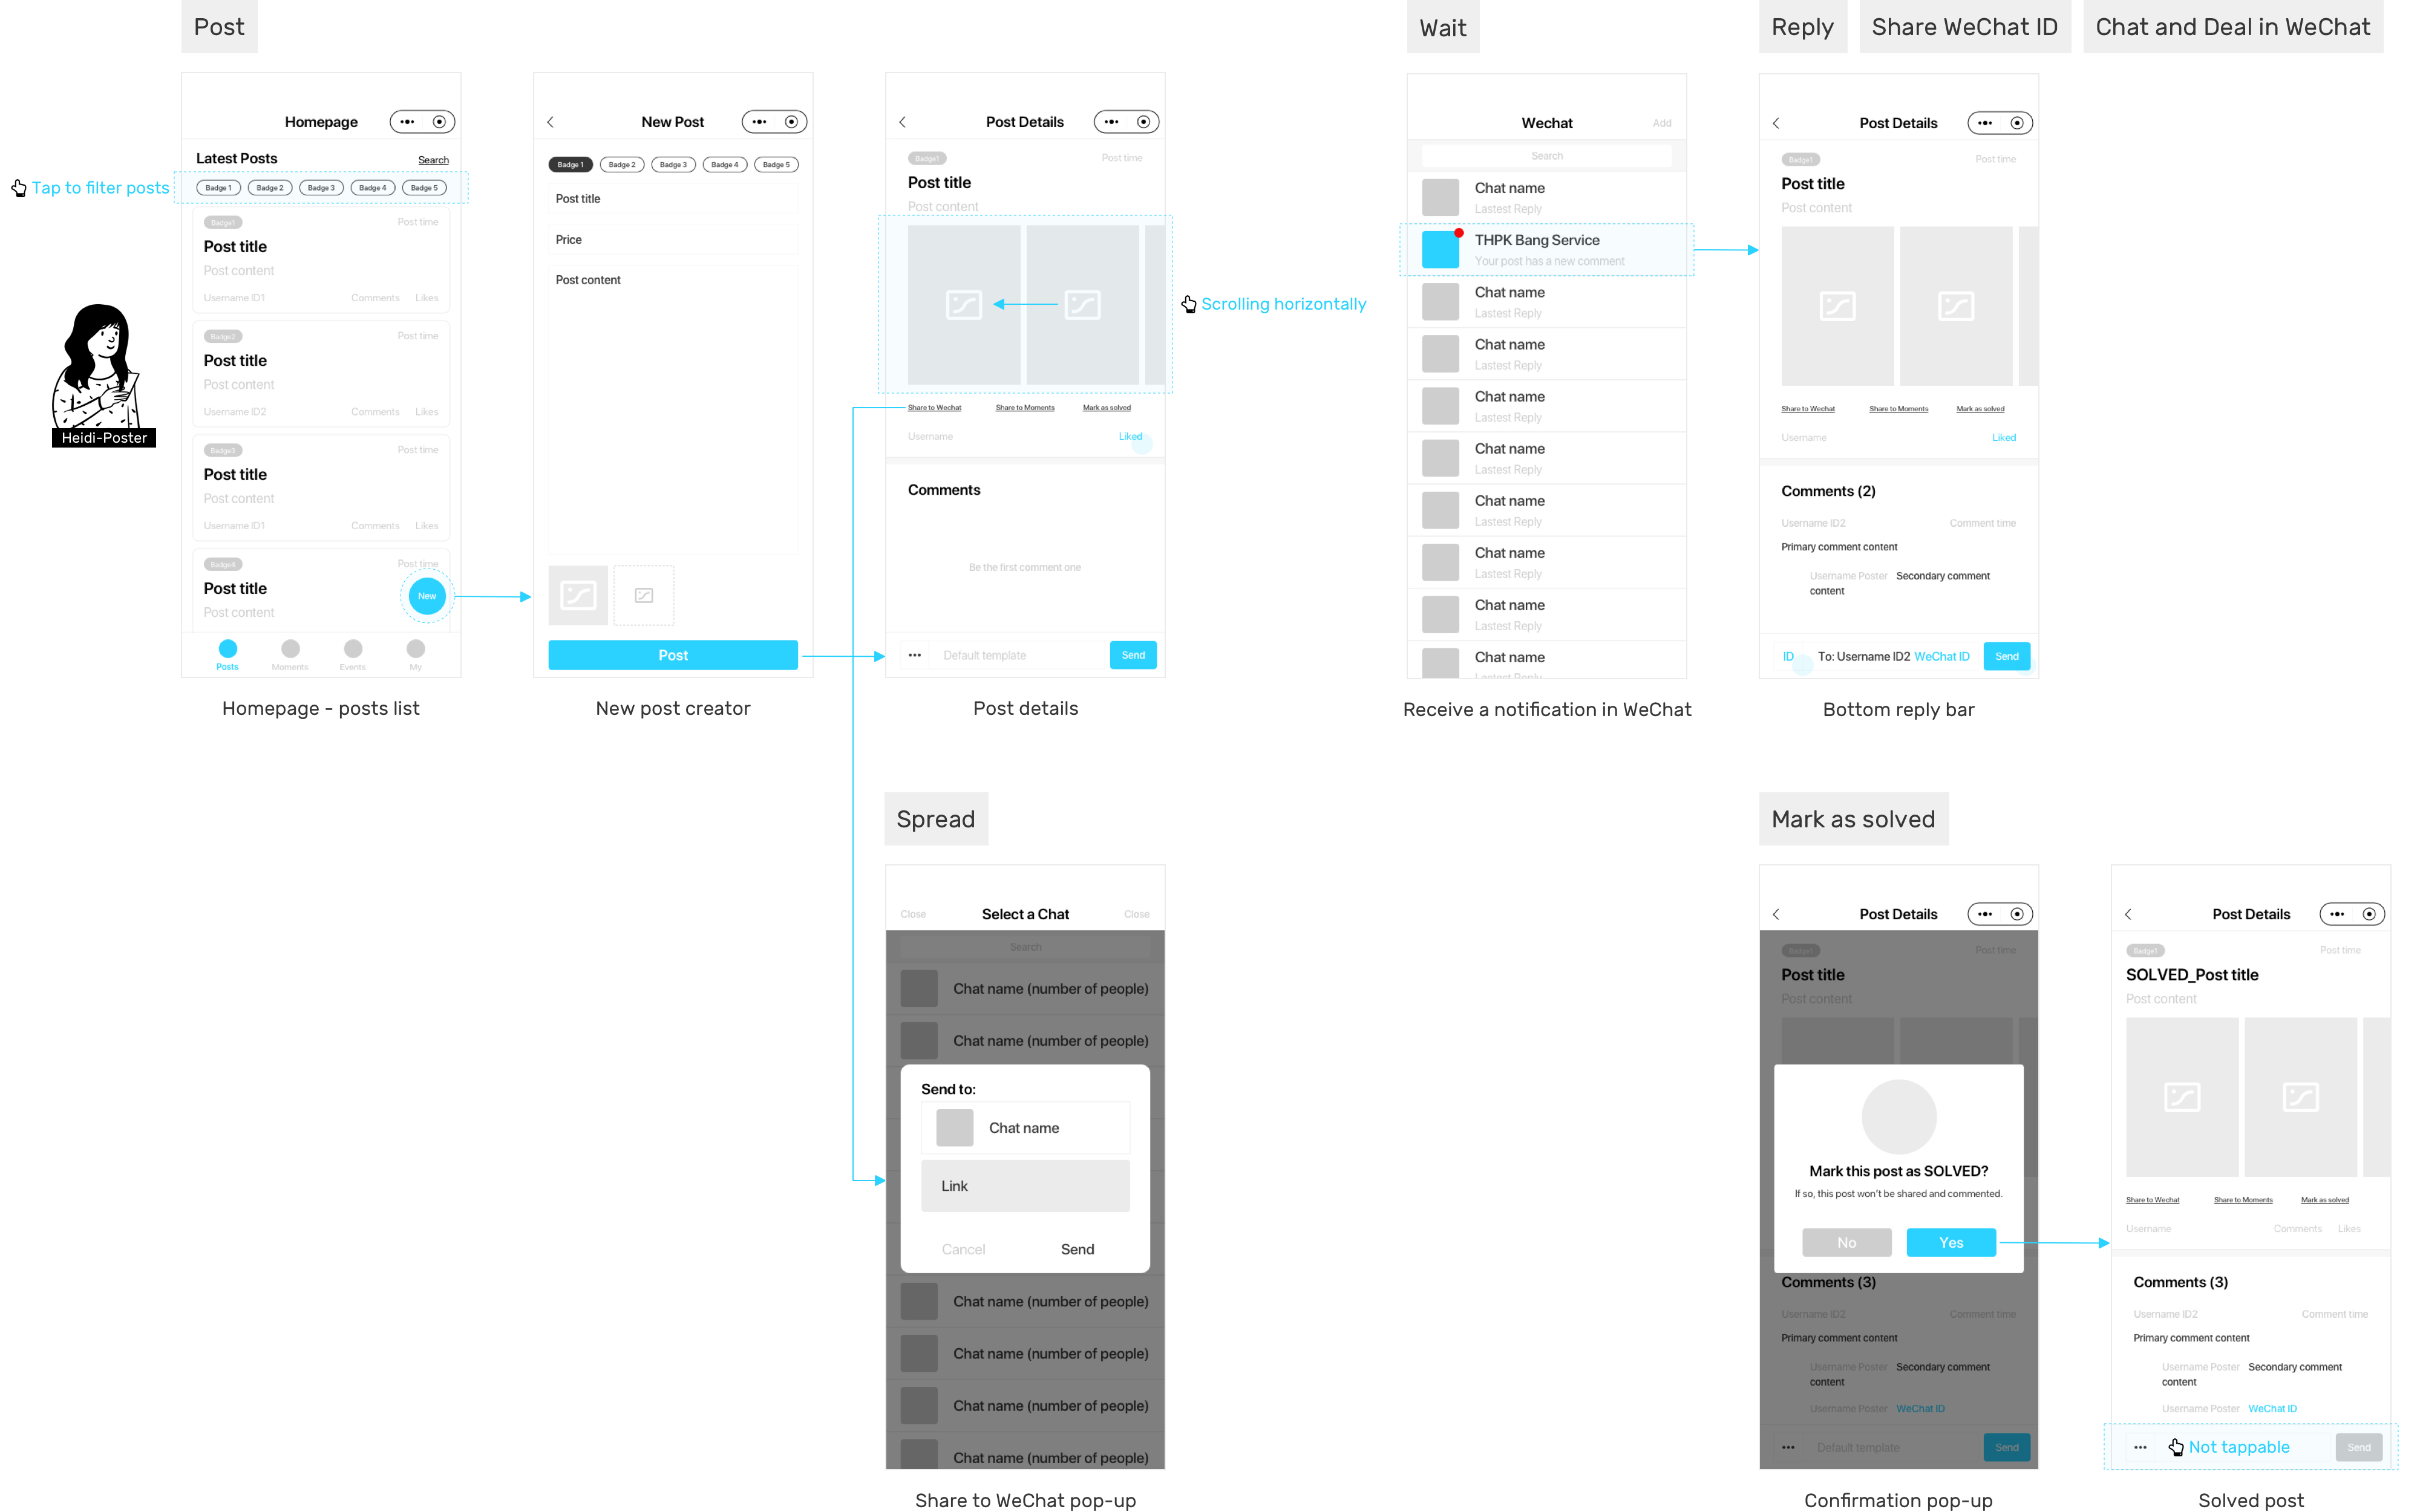 Post
Wait
Reply
Share WeChat ID
Chat and Deal in WeChat
Homepage
Latest Posts
Search
Tap to filter posts
Badge 1
Badge 2
Badge 3
Badge 4
Badge 5
Badge1
Post time
Post title
Post content
Username ID1
Comments
Likes
Badge2
Post time
Post title
Post content
Username ID2
Comments
Likes
Heidi-Poster
Badge3
Post time
Post title
Post content
Username ID1
Comments
Likes
Badge4
Post time
Post title
Post content
New
Posts
Moments
Events
My
Homepage - posts list
New Post
Badge 1
Badge 2
Badge 3
Badge 4
Badge 5
Post title
Price
Post content
Post
New post creator
Post Details
Badge1
Post time
Post title
Post content
Scrolling horizontally
Share to Wechat
Share to Moments
Mark as solved
Username
Liked
Comments
Be the first comment one
Default template
Send
Post details
Wechat
Add
Search
Chat name
Lastest Reply
THPK Bang Service
Your post has a new comment
Chat name
Lastest Reply
Chat name
Lastest Reply
Chat name
Lastest Reply
Chat name
Lastest Reply
Chat name
Lastest Reply
Chat name
Lastest Reply
Chat name
Lastest Reply
Chat name
Lastest Reply
Receive a notification in WeChat
Post Details
Badge1
Post time
Post title
Post content
Share to Wechat
Share to Moments
Mark as solved
Username
Liked
Comments (2)
Username ID2
Comment time
Primary comment content
Username Poster Secondary comment
content
ID
To: Username ID2 WeChat ID
Send
Bottom reply bar
Spread
Close
Select a Chat
Close
Search
Chat name (number of people)
Chat name (number of people)
Send to:
Chat name
Link
Cancel
Send
Chat name (number of people)
Chat name (number of people)
Chat name (number of people)
Chat name (number of people)
Share to WeChat pop-up
Mark as solved
Post Details
Badge1
Post time
Post title
Post content
Mark this post as SOLVED?
If so, this post won't be shared and commented.
No
Yes
Comments (3)
Username ID2
Comment time
Primary comment content
Username Poster Secondary comment
content
Username Poster WeChat ID
Default template
Send
Confirmation pop-up
Post Details
Badge1
Post time
SOLVED_Post title
Post content
Share to Wechat
Share to Moments
Mark as solved
Username
Comments
Likes
Comments (3)
Username ID2
Comment time
Primary comment content
Username Poster Secondary comment
content
Username Poster WeChat ID
Not tappable
Send
Solved post